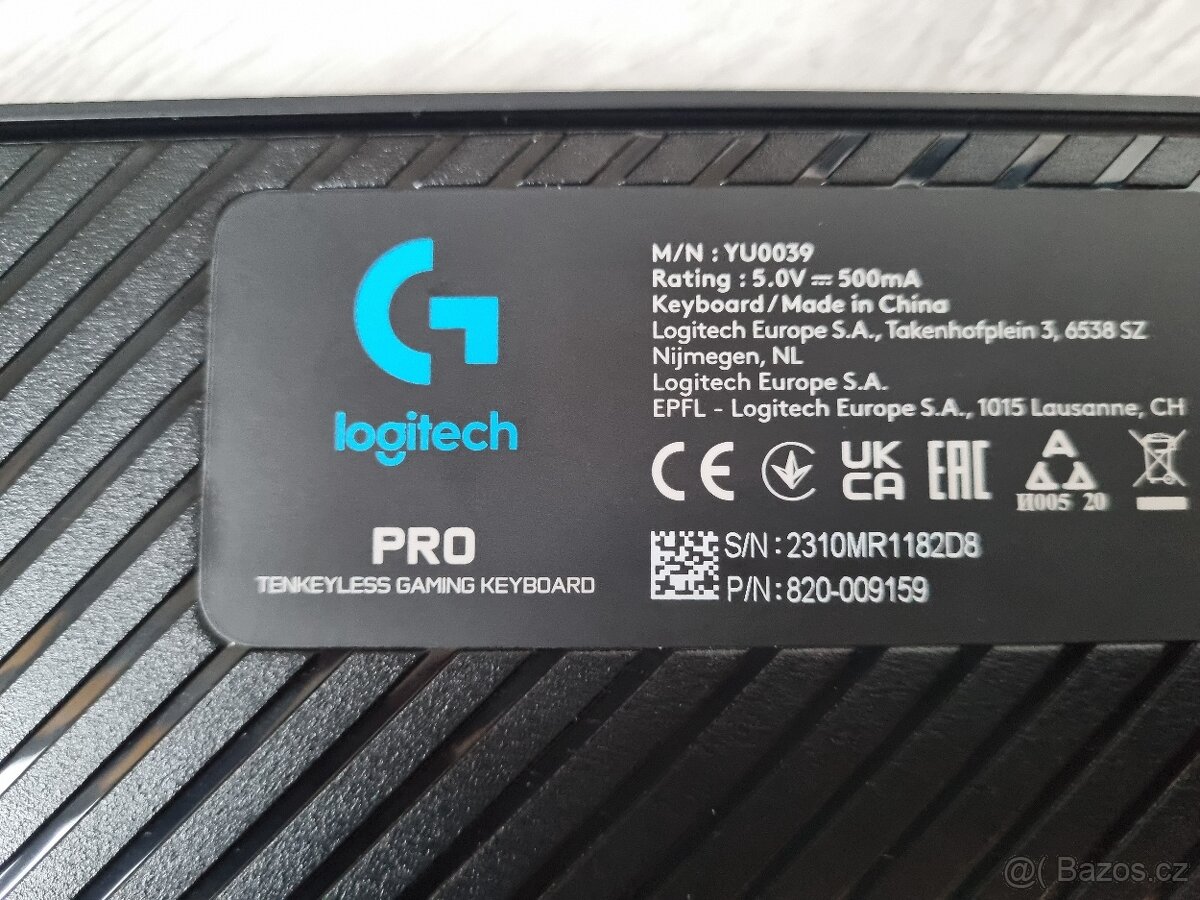 logitech
PRO
TENKEYLESS GAMING KEYBOARD
M/N : YU0039
Rating : 5.0V ⎓ 500mA
Keyboard/Made in China
Logitech Europe S.A., Takenhofplein 3, 6538 SZ
Nijmegen, NL
Logitech Europe S.A.
EPFL - Logitech Europe S.A., 1015 Lausanne, CH
CE UK CA EAC A
И005 20
S/N : 2310MR1182D8
P/N : 820-009159
@( Bazos.cz